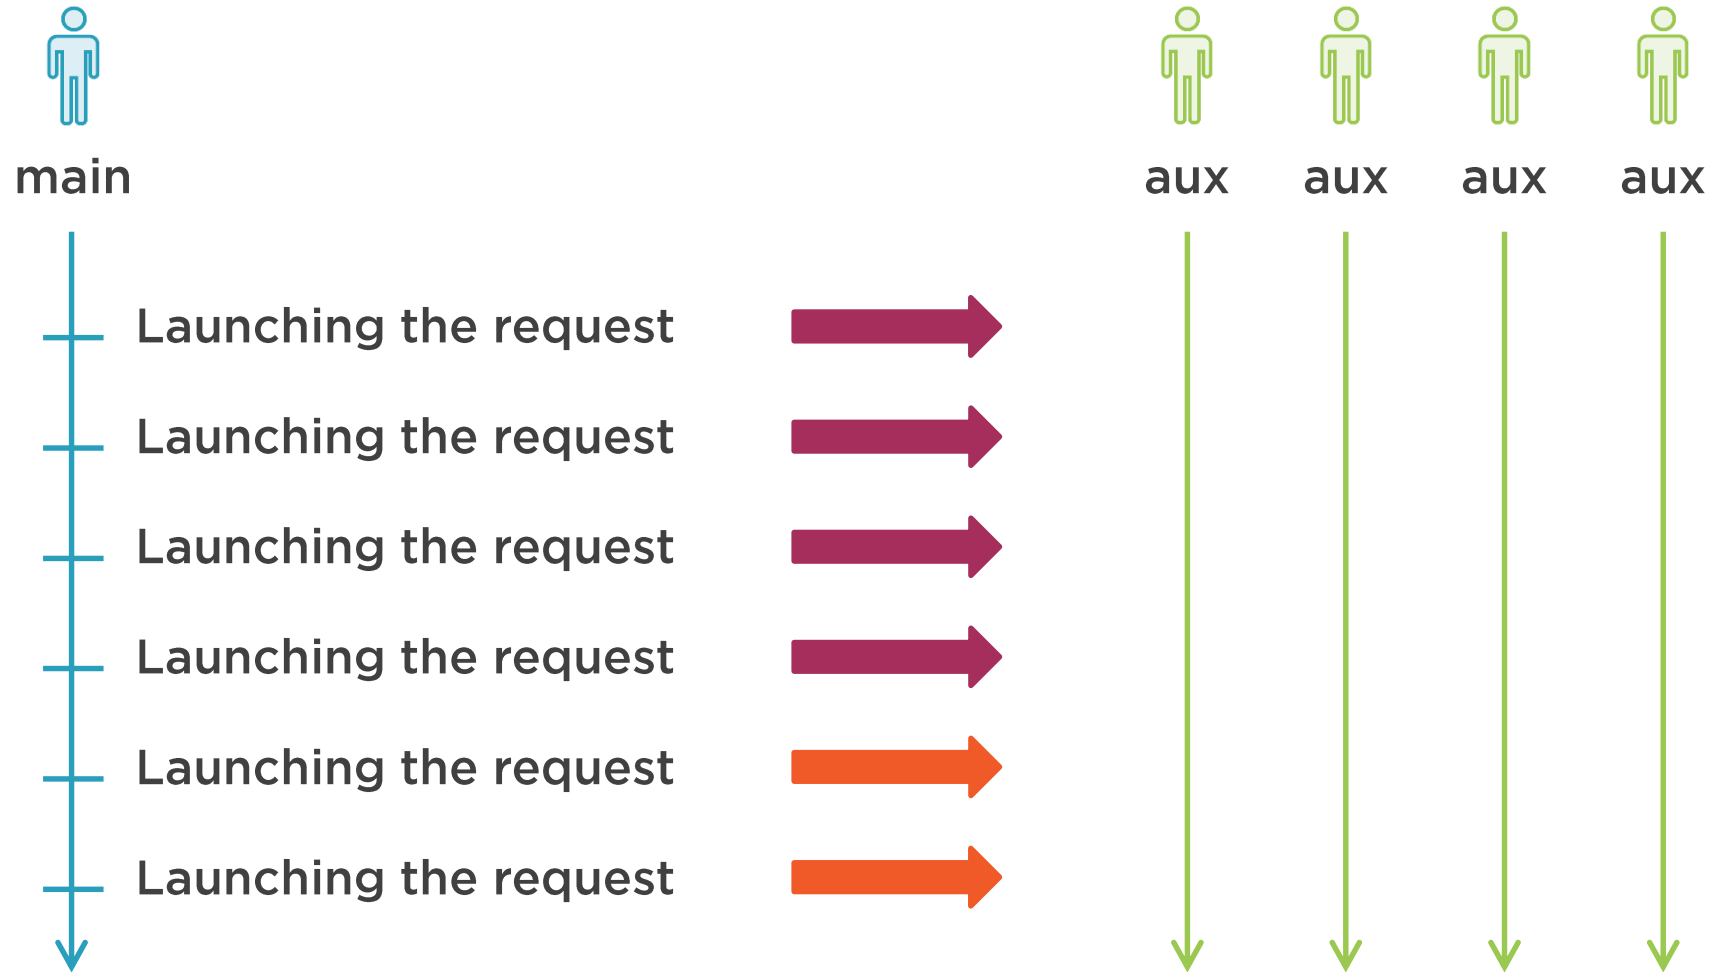 main
aux
aux
aux
aux
Launching the request
Launching the request
Launching the request
Launching the request
Launching the request
Launching the request